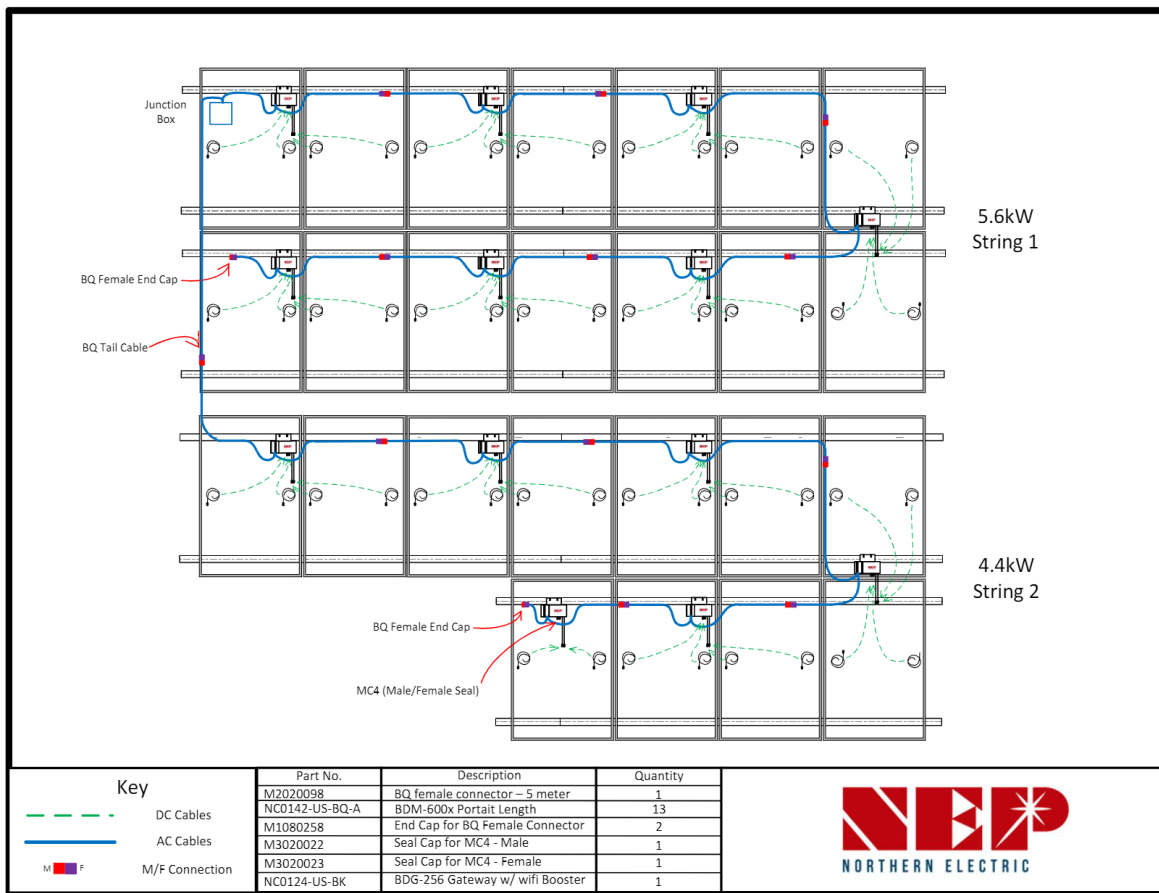 Junction
Box
5.6kW
String 1
BQ Female End Cap
BQ Tail Cable
4.4kW
String 2
BQ Female End Cap
MC4 (Male/Female Seal)
Key
DC Cables
AC Cables
M F M/F Connection
Part No. Description Quantity
M2020098 BQ female connector – 5 meter 1
NC0142-US-BQ-A BDM-600x Portait Length 13
M1080258 End Cap for BQ Female Connector 2
M3020022 Seal Cap for MC4 - Male 1
M3020023 Seal Cap for MC4 - Female 1
NC0124-US-BK BDG-256 Gateway w/ wifi Booster 1
NEP
NORTHERN ELECTRIC